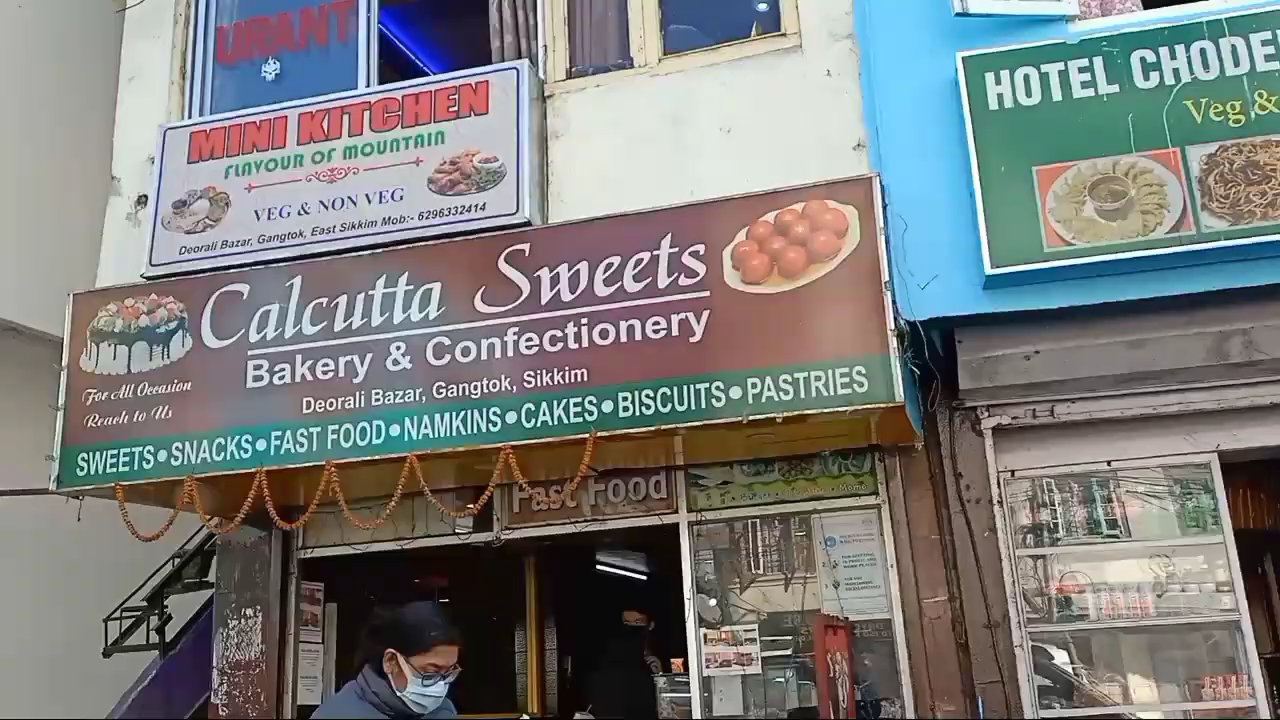 URANT
MINI KITCHEN
FLAVOUR OF MOUNTAIN
VEG & NON VEG
Deorali Bazar, Gangtok, East Sikkim Mob:- 6296332414
HOTEL CHODE
Veg &
Calcutta Sweets
Bakery & Confectionery
Deorali Bazar, Gangtok, Sikkim
For All Occasion
Reach to Us
SWEETS•SNACKS•FAST FOOD•NAMKINS•CAKES•BISCUITS•PASTRIES
Fast Food
Momo